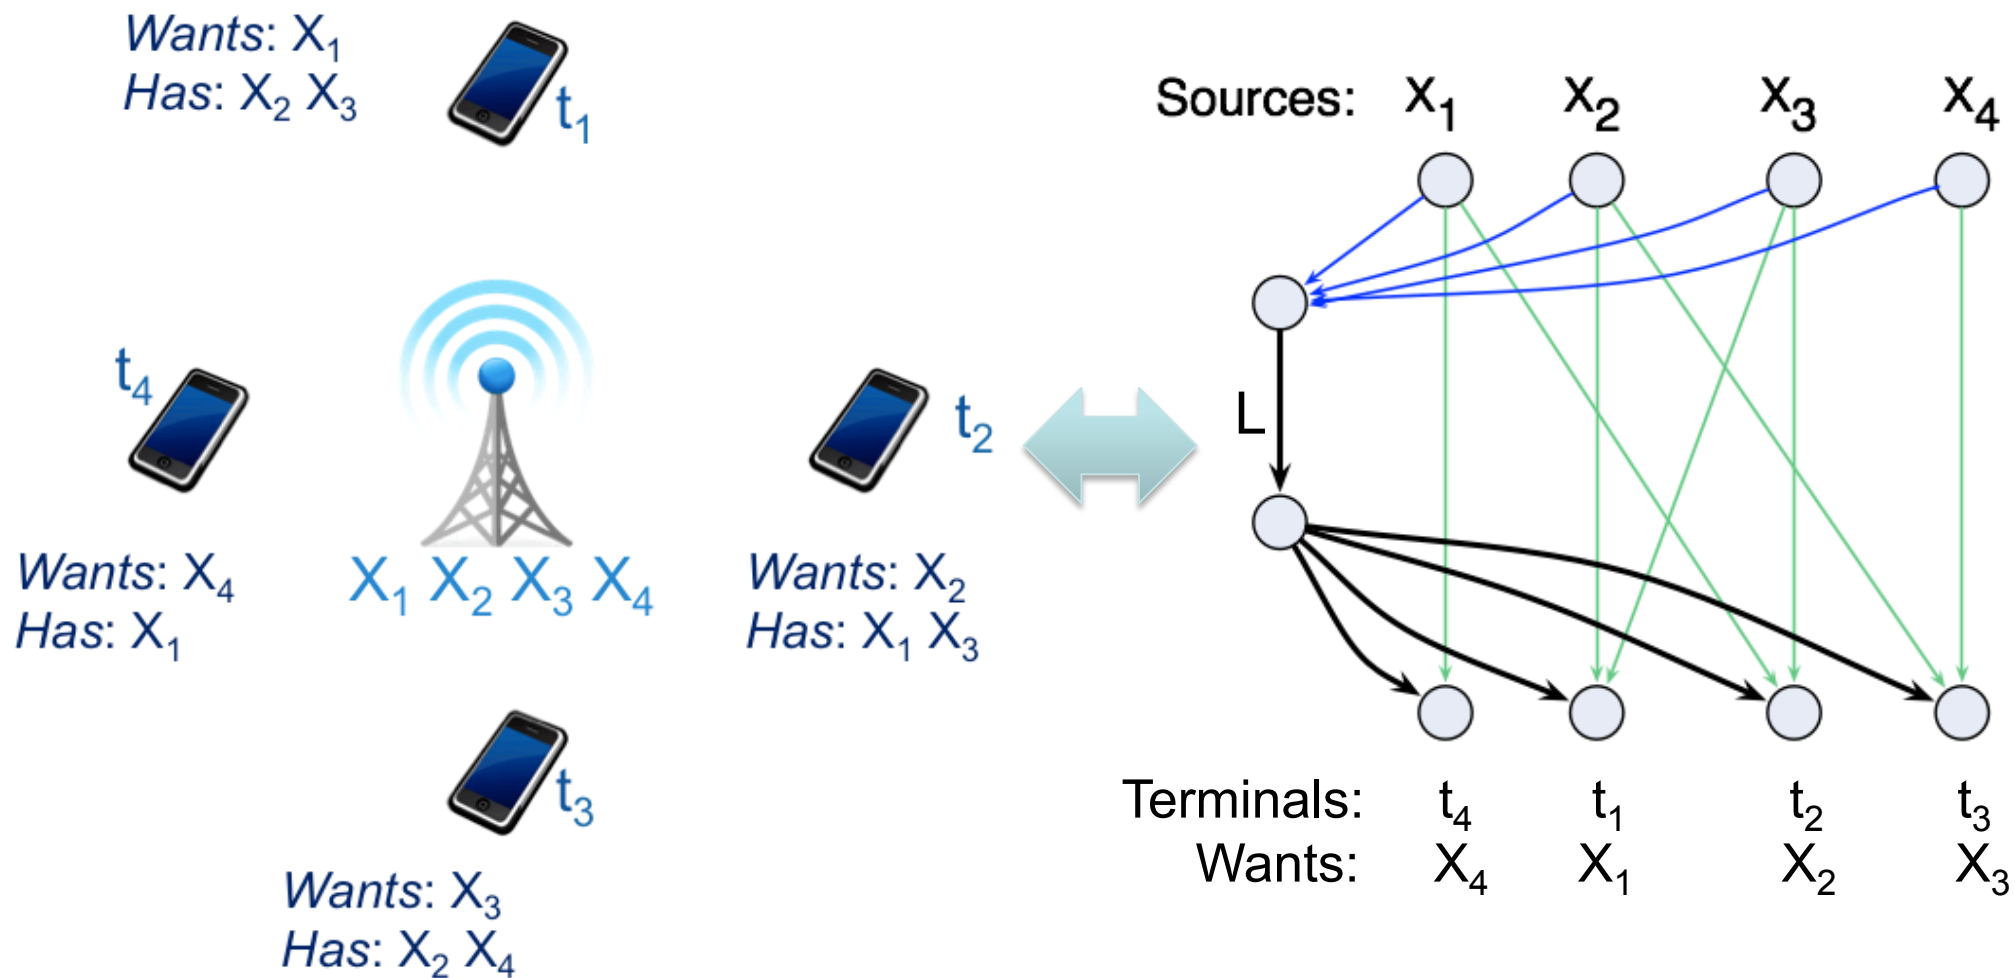 Wants: X₁
Has: X₂ X₃
t₁
t₄
Wants: X₄
Has: X₁
X₁ X₂ X₃ X₄
t₂
Wants: X₂
Has: X₁ X₃
t₃
Wants: X₃
Has: X₂ X₄
Sources: X₁ X₂ X₃ X₄
L
Terminals: t₄ t₁ t₂ t₃
Wants: X₄ X₁ X₂ X₃